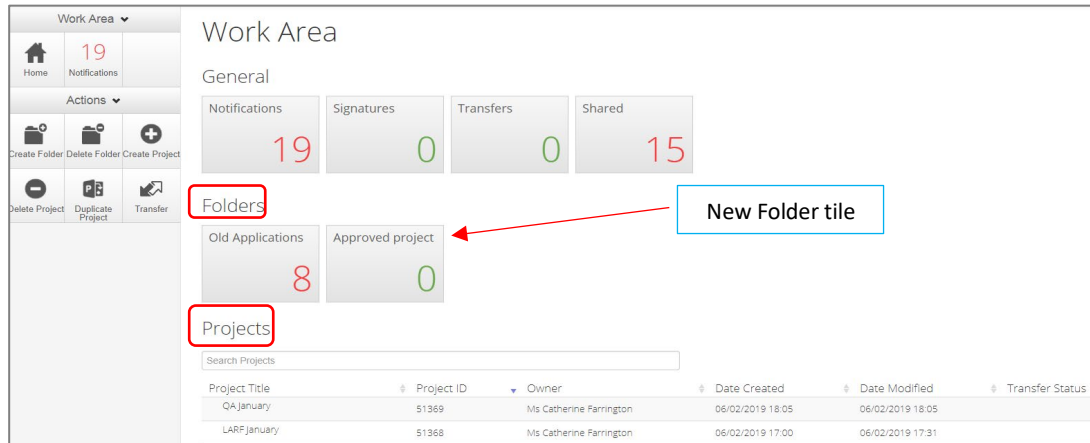 Work Area
Home
19
Notifications
Actions
Create Folder
Delete Folder
Create Project
Delete Project
Duplicate
Project
Transfer
Work Area
General
Notifications
19
Signatures
0
Transfers
0
Shared
15
Folders
Old Applications
8
Approved project
0
New Folder tile
Projects
Search Projects
Project Title Project ID Owner Date Created Date Modified Transfer Status
QA January 51369 Ms Catherine Farrington 06/02/2019 18:05 06/02/2019 18:05
LARF January 51368 Ms Catherine Farrington 06/02/2019 17:00 06/02/2019 17:31